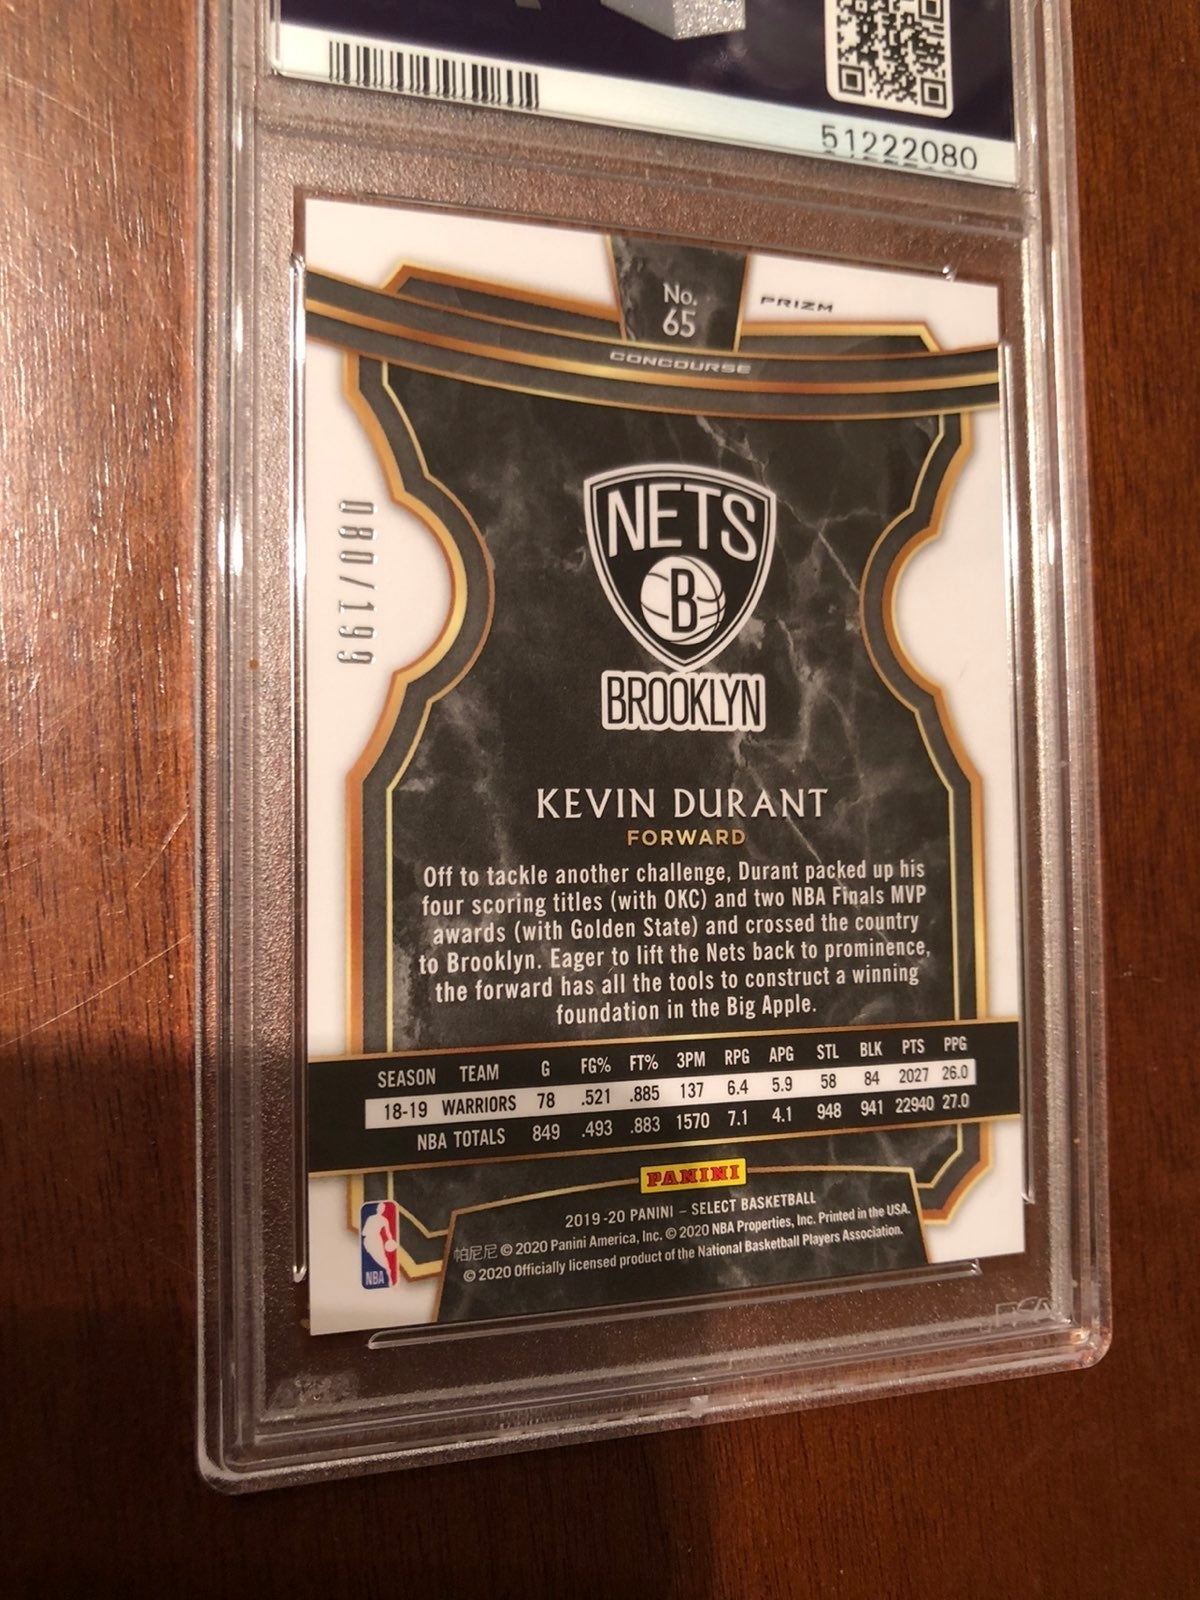 51222080
No.
65
PRIZM
CONCOURSE
080/199
NETS
B
BROOKLYN
KEVIN DURANT
FORWARD
Off to tackle another challenge, Durant packed up his
four scoring titles (with OKC) and two NBA Finals MVP
awards (with Golden State) and crossed the country
to Brooklyn. Eager to lift the Nets back to prominence,
the forward has all the tools to construct a winning
foundation in the Big Apple.
SEASON TEAM G FG% FT% 3PM RPG APG STL BLK PTS PPG
18-19 WARRIORS 78 .521 .885 137 6.4 5.9 58 84 2027 26.0
NBA TOTALS 849 .493 .883 1570 7.1 4.1 948 941 22940 27.0
PANINI
2019-20 PANINI – SELECT BASKETBALL
帕尼尼 © 2020 Panini America, Inc. © 2020 NBA Properties, Inc. Printed in the USA.
© 2020 Officially licensed product of the National Basketball Players Association.
NBA
PSA